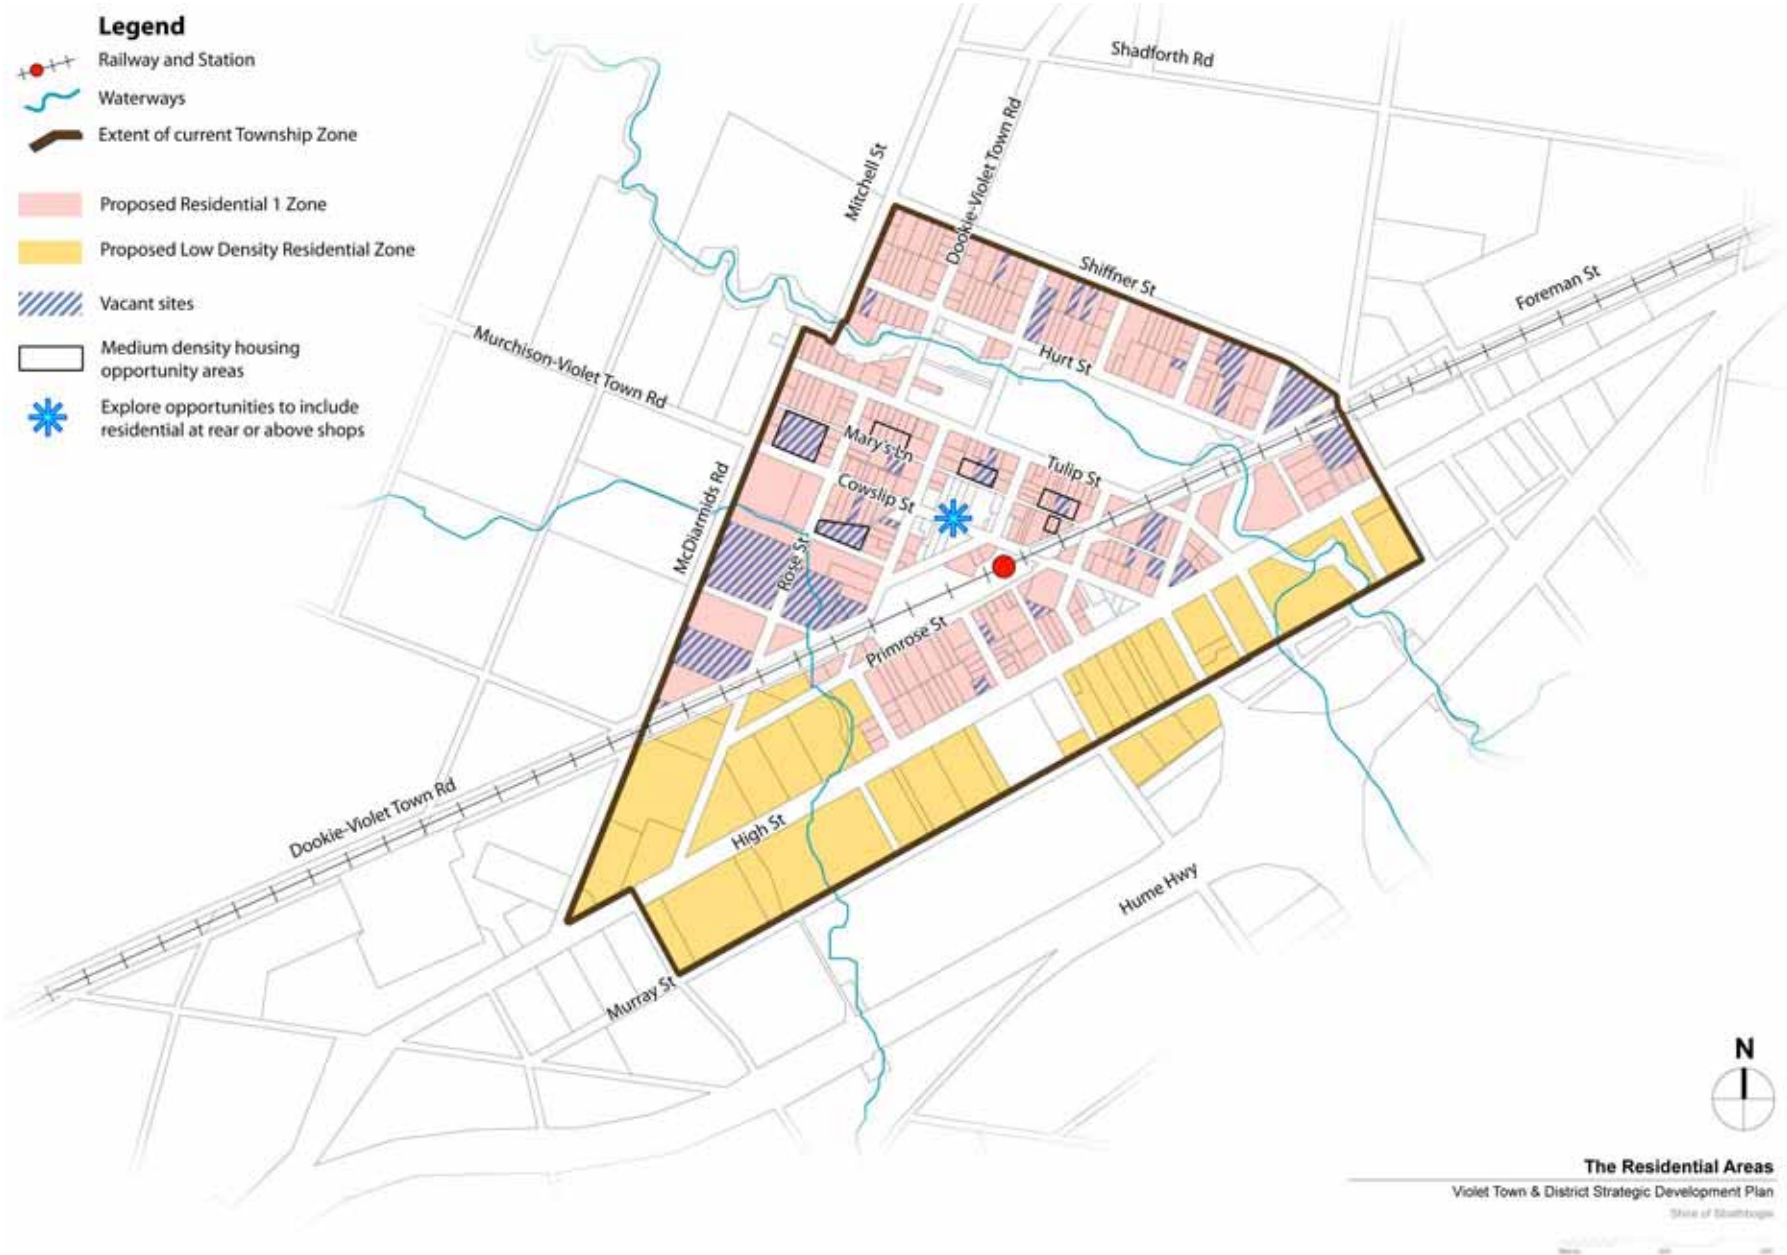 Legend
Railway and Station
Waterways
Extent of current Township Zone
Proposed Residential 1 Zone
Proposed Low Density Residential Zone
Vacant sites
Medium density housing
opportunity areas
Explore opportunities to include
residential at rear or above shops
Shadforth Rd
Mitchell St
Dookie-Violet Town Rd
Shiffner St
Foreman St
Murchison-Violet Town Rd
Hurt St
Mary's Ln
Tulip St
Cowslip St
McDiarmids Rd
Rose St
Primrose St
Dookie-Violet Town Rd
High St
Hume Hwy
Murray St
N
The Residential Areas
Violet Town & District Strategic Development Plan
Shire of Strathbogie